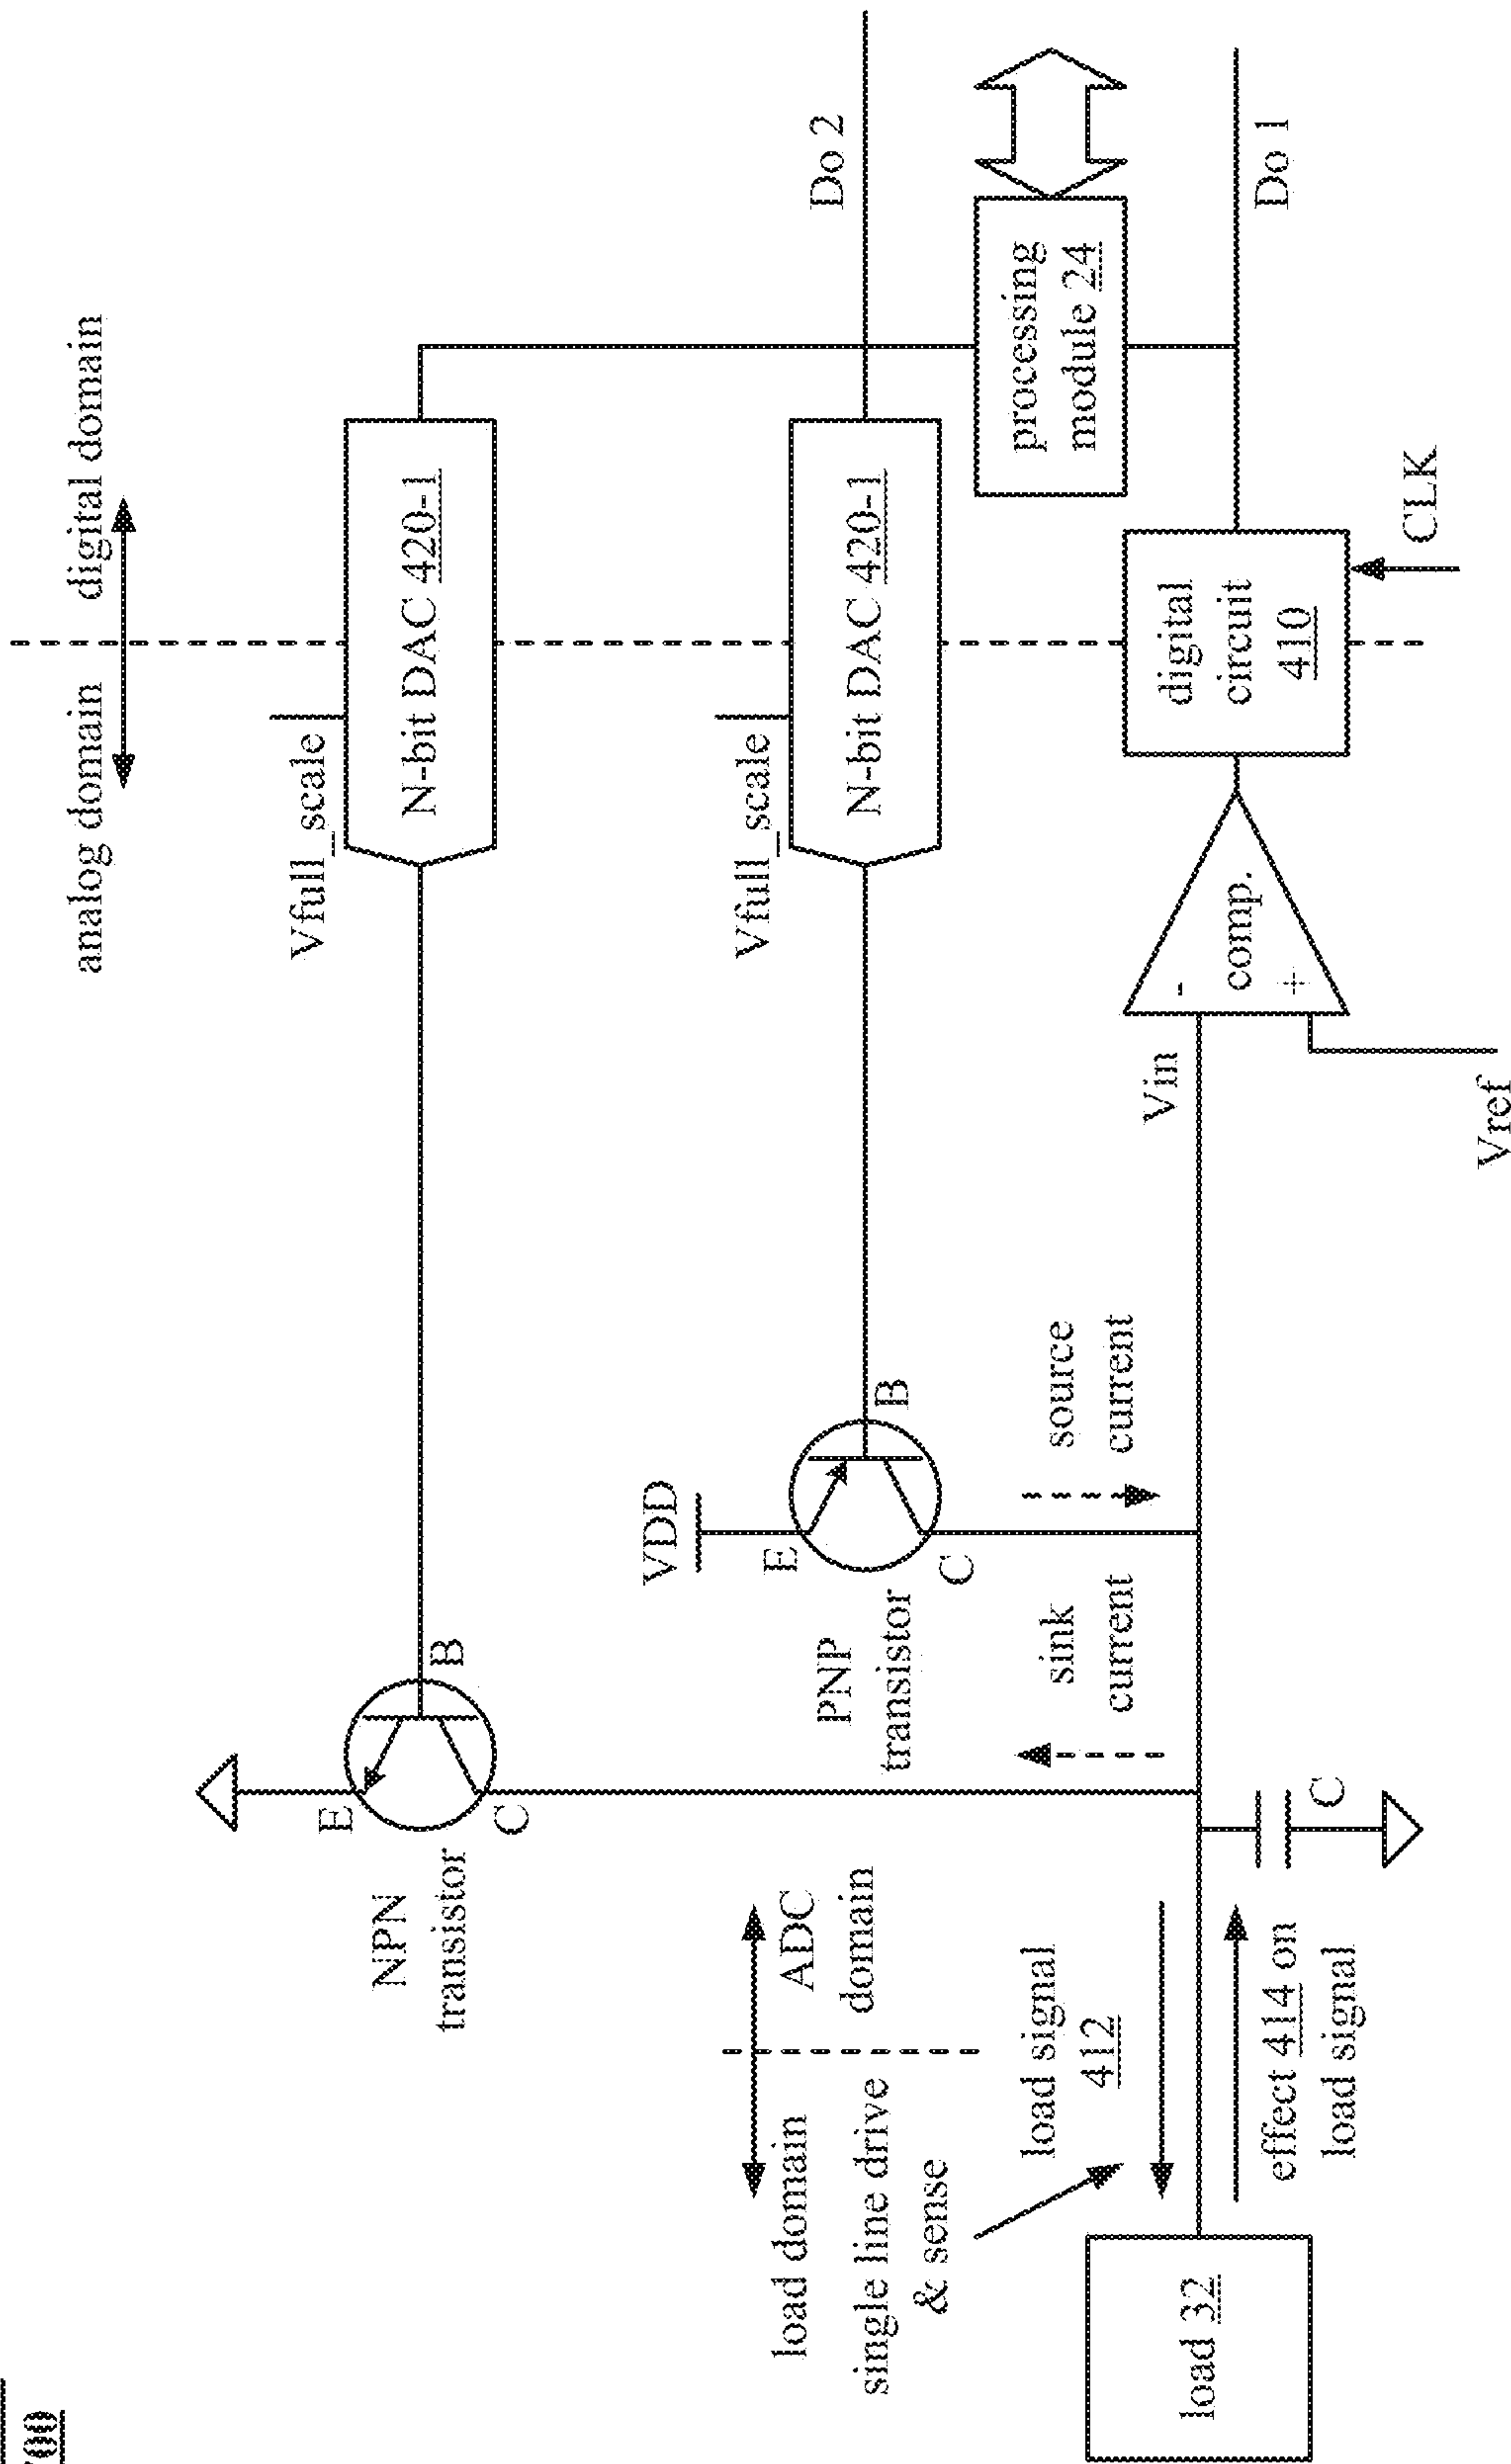 analog domain
digital domain
Vfull_scale
N-bit DAC 420-1
NPN
transistor
E
B
C
VDD
Vfull_scale
N-bit DAC 420-1
Do 2
E
B
C
PNP
transistor
load domain
ADC
domain
single line drive
& sense
load signal
412
sink
current
source
current
processing
module 24
load 32
effect 414 on
load signal
C
Vin
-
comp.
+
Vref
digital
circuit
410
CLK
Do 1